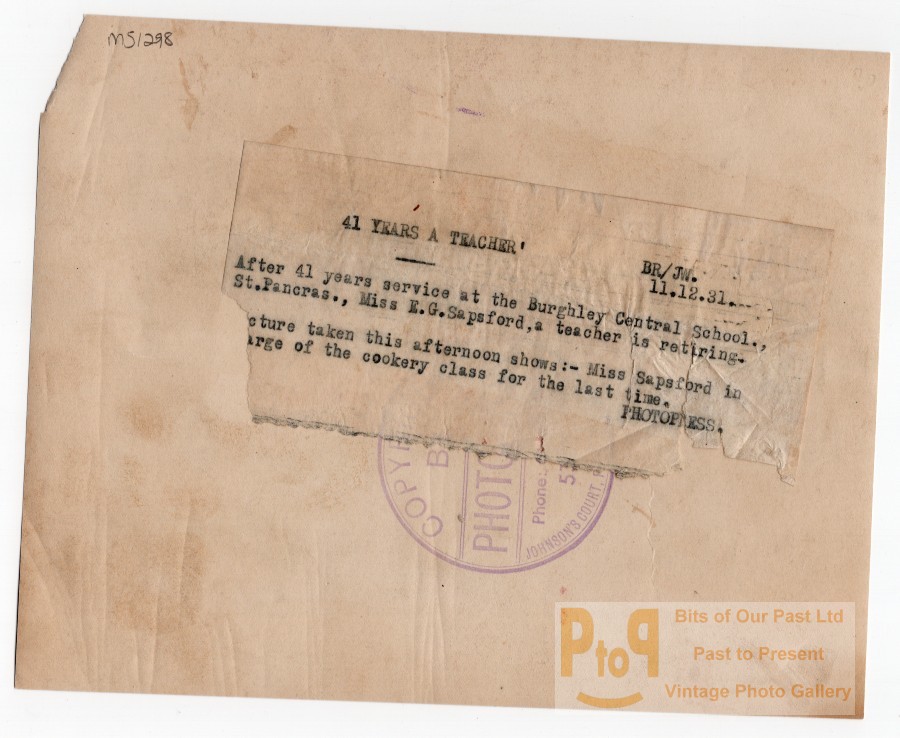 MS1298
41 YEARS A TEACHER'
BR/JW.
11.12.31.
After 41 years service at the Burghley Central School.,
St.Pancras., Miss E.G.Sapsford,a teacher is retiring.
cture taken this afternoon shows:- Miss Sapsford in
arge of the cookery class for the last time.
PHOTOPRESS.
COPY
B
PHOTO
Phone:
5
JOHNSON'S COURT,
PtoP
Bits of Our Past Ltd
Past to Present
Vintage Photo Gallery